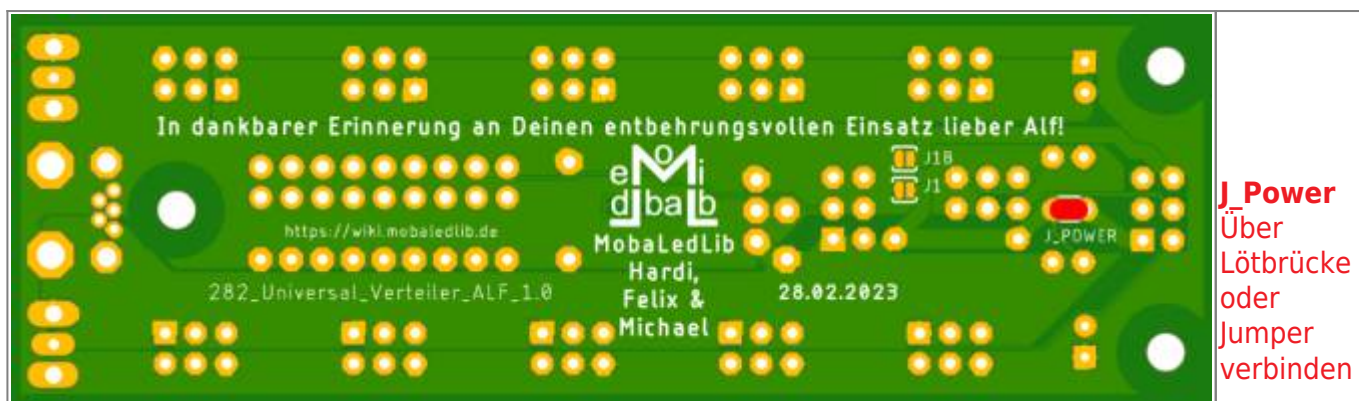 In dankbarer Erinnerung an Deinen entbehrungsvollen Einsatz lieber Alf!
J1B
J1
https://wiki.mobaledlib.de
J_POWER
282_Universal_Verteiler_ALF_1.0
MobaLedLib
Hardi,
Felix &
Michael
28.02.2023
J_Power
Über
Lötbrücke
oder
Jumper
verbinden